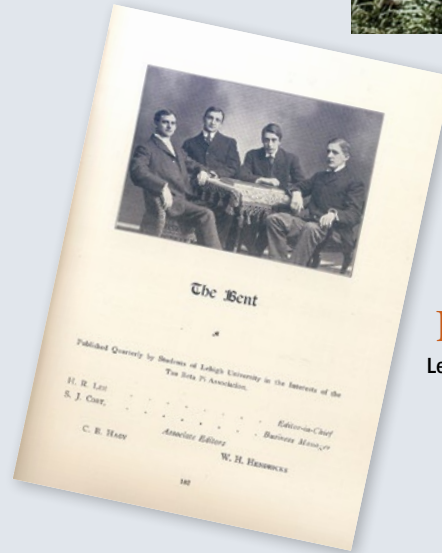 The Bent
Published Quarterly by Students of Lehigh University in the Interests of the
Tau Beta Pi Association.
H. R. Lee . . . . . . . Editor-in-Chief
S. J. Cort, . . . . . . . Business Manager
Associate Editors
C. E. W. H. Hendricks
Le